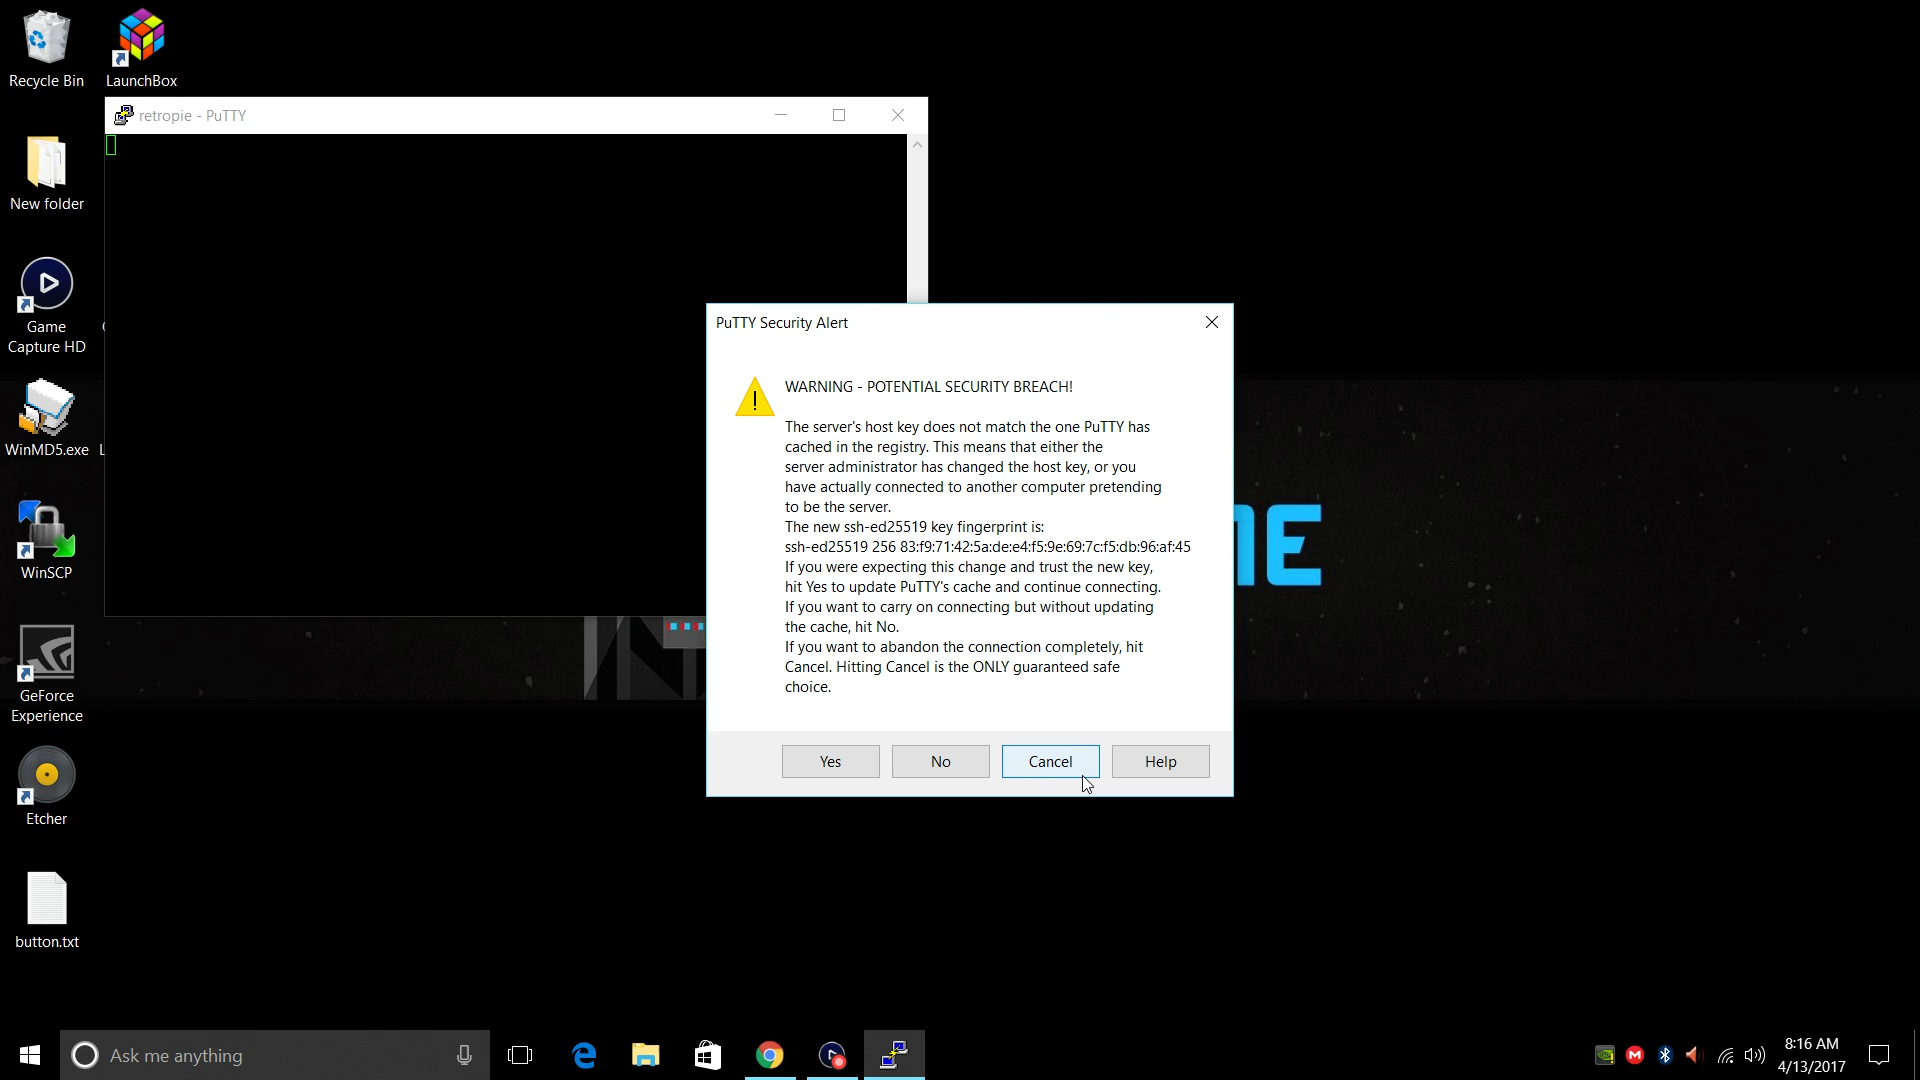 Recycle Bin
LaunchBox
retropie - PuTTY
New folder
Game
Capture HD
WinMD5.exe
WinSCP
GeForce
Experience
Etcher
button.txt
PuTTY Security Alert
WARNING - POTENTIAL SECURITY BREACH!
The server's host key does not match the one PuTTY has
cached in the registry. This means that either the
server administrator has changed the host key, or you
have actually connected to another computer pretending
to be the server.
The new ssh-ed25519 key fingerprint is:
ssh-ed25519 256 83:f9:71:42:5a:de:e4:f5:9e:69:7c:f5:db:96:af:45
If you were expecting this change and trust the new key,
hit Yes to update PuTTY's cache and continue connecting.
If you want to carry on connecting but without updating
the cache, hit No.
If you want to abandon the connection completely, hit
Cancel. Hitting Cancel is the ONLY guaranteed safe
choice.
Yes
No
Cancel
Help
Ask me anything
8:16 AM
4/13/2017